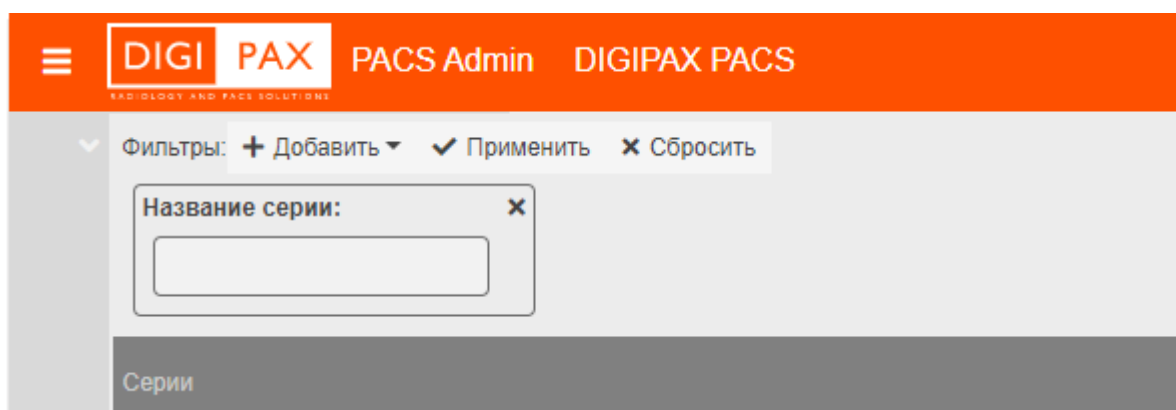 DIGI PAX PACS Admin DIGIPAX PACS
RADIOLOGY AND PACS SOLUTIONS
Фильтры: Добавить Применить Сбросить
Название серии:
Серии